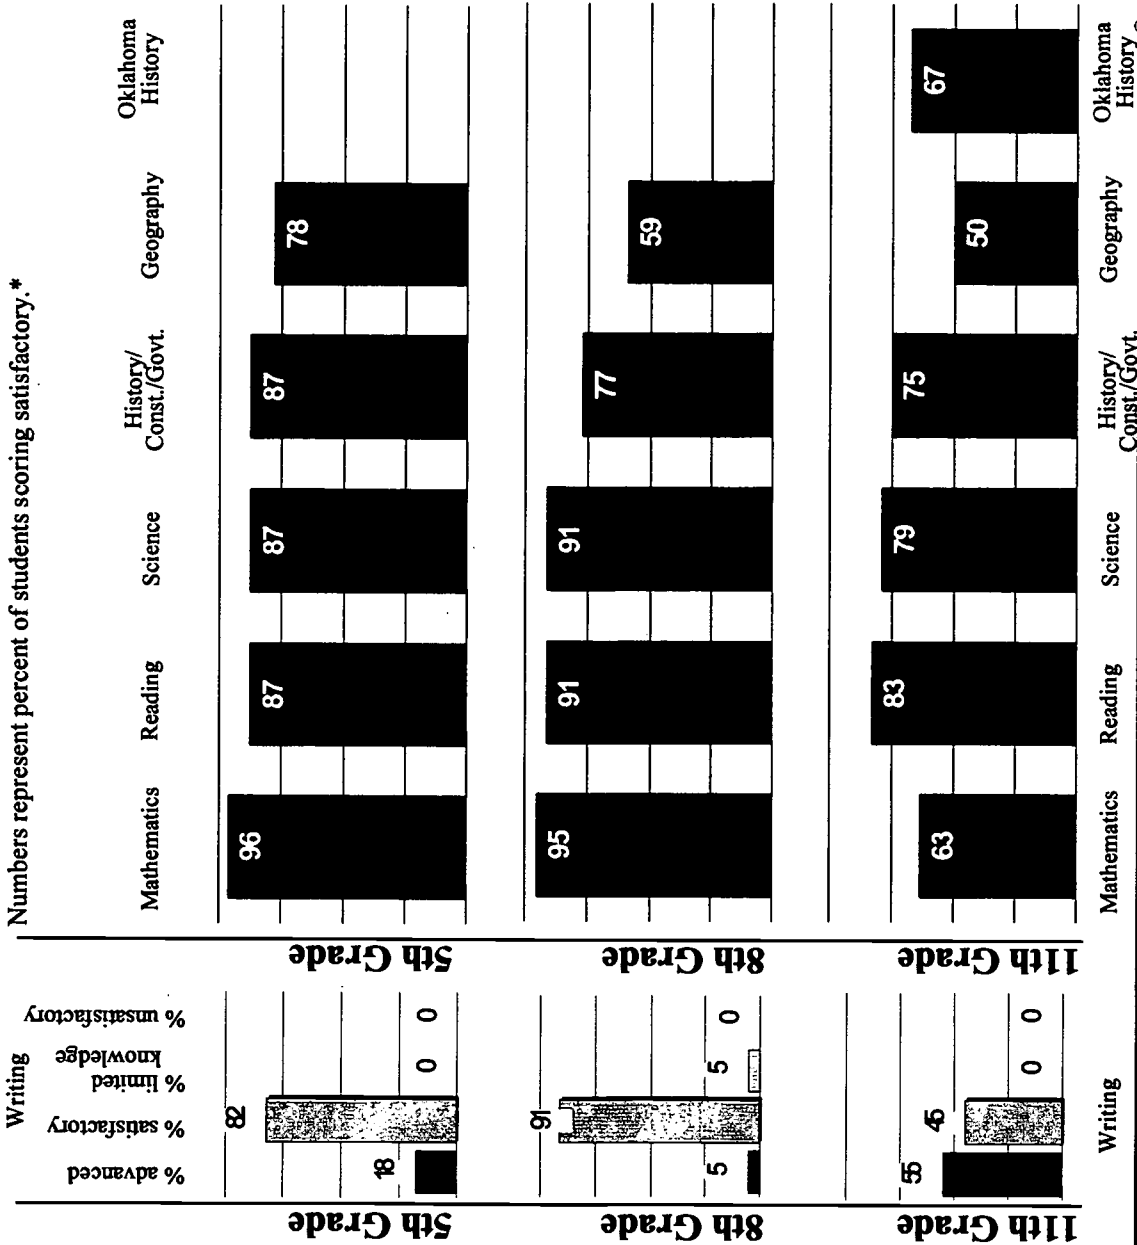 Numbers represent percent of students scoring satisfactory.*
Mathematics
Reading
Science
History/
Const./Govt.
Geography
Oklahoma
History
5th Grade
96
87
87
87
78
8th Grade
95
91
91
77
59
11th Grade
63
83
79
75
50
67
Mathematics
Reading
Science
History/
Const./Govt.
Geography
Oklahoma
History
Writing
% advanced
% satisfactory
% limited
knowledge
% unsatisfactory
5th Grade
18
82
0
0
8th Grade
5
91
5
0
11th Grade
55
45
0
0
Writing